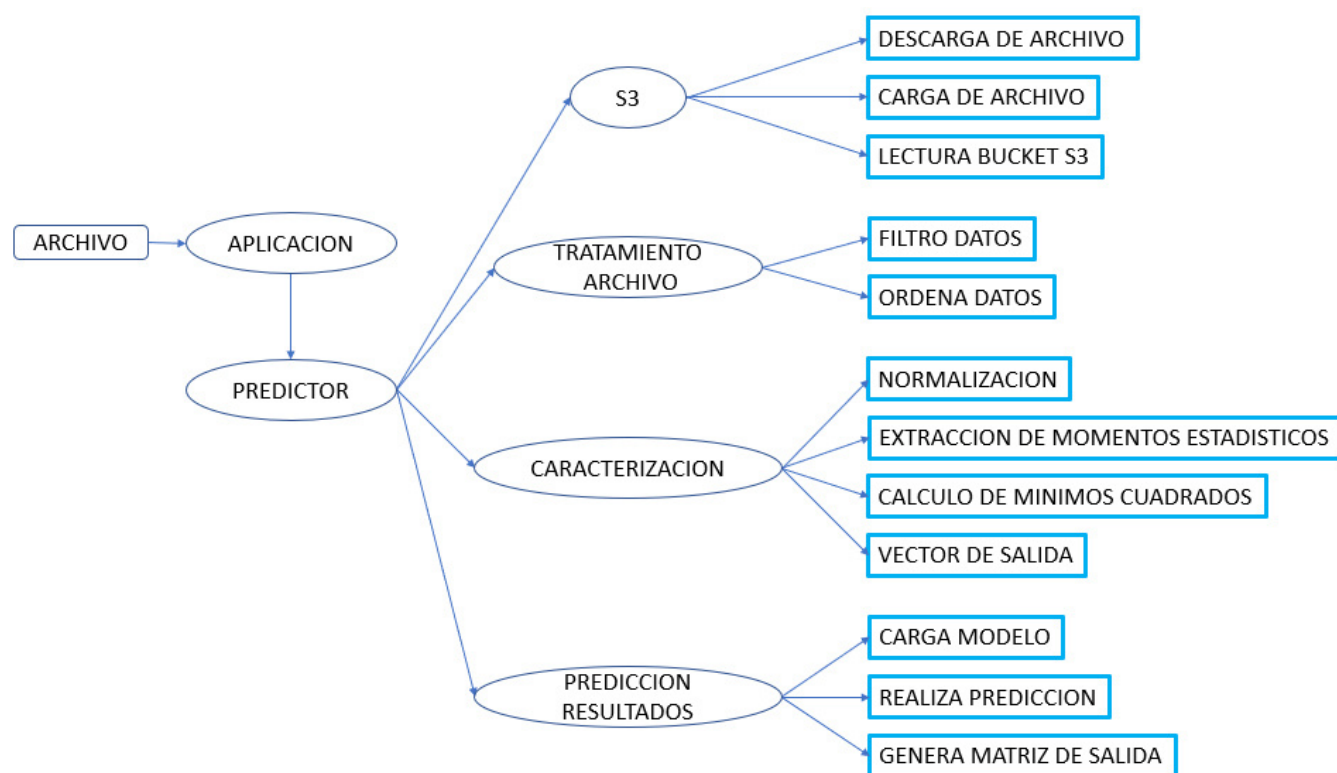 ARCHIVO
APLICACION
PREDICTOR
S3
DESCARGA DE ARCHIVO
CARGA DE ARCHIVO
LECTURA BUCKET S3
TRATAMIENTO
ARCHIVO
FILTRO DATOS
ORDENA DATOS
CARACTERIZACION
NORMALIZACION
EXTRACCION DE MOMENTOS ESTADISTICOS
CALCULO DE MINIMOS CUADRADOS
VECTOR DE SALIDA
PREDICCION
RESULTADOS
CARGA MODELO
REALIZA PREDICCION
GENERA MATRIZ DE SALIDA